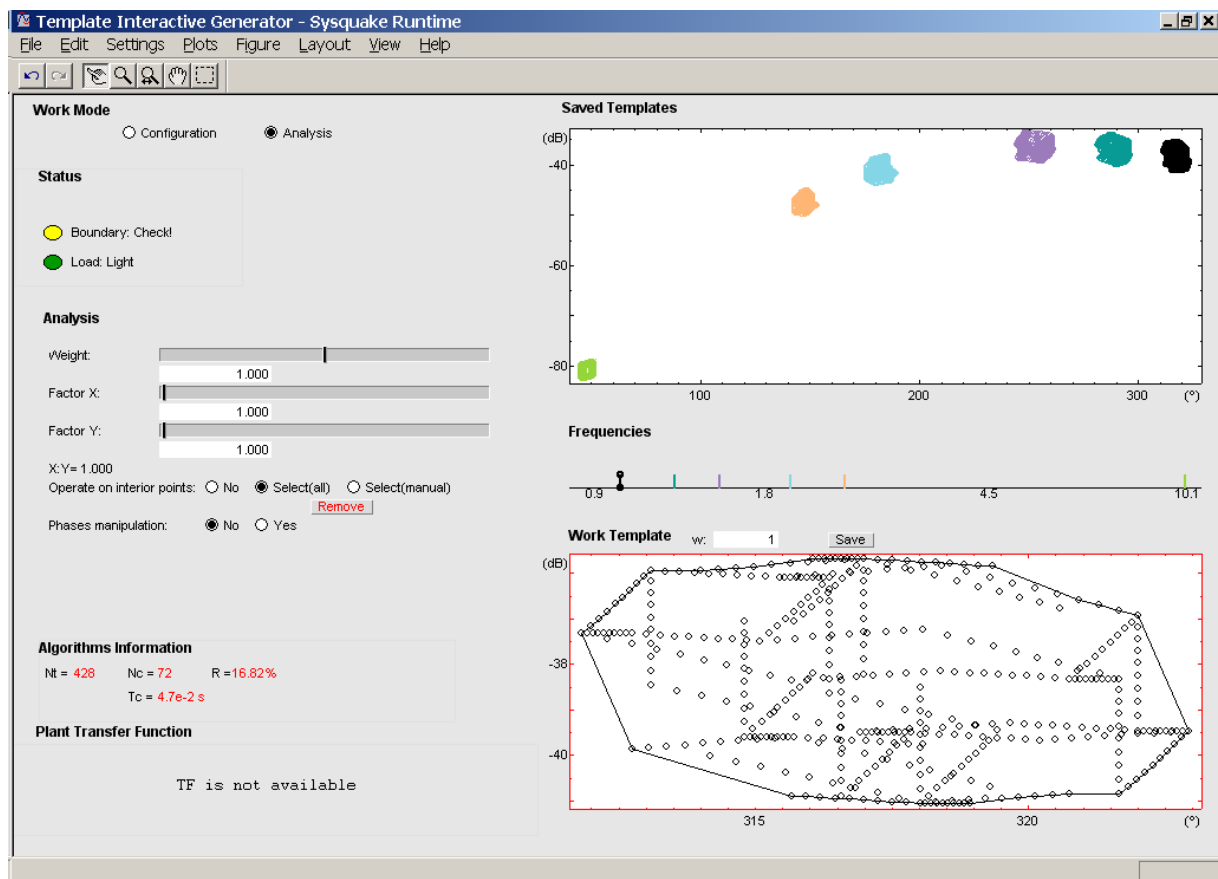 Template Interactive Generator - Sysquake Runtime
File Edit Settings Plots Figure Layout View Help
Work Mode
Configuration Analysis
Status
Boundary: Check!
Load: Light
Analysis
Weight:
1.000
Factor X:
1.000
Factor Y:
1.000
X:Y= 1.000
Operate on interior points: No Select(all) Select(manual)
Remove
Phases manipulation: No Yes
Algorithms Information
Nt = 428 Nc = 72 R =16.82%
Tc = 4.7e-2 s
Plant Transfer Function
TF is not available
Saved Templates
(dB)
-40
-60
-80
100 200 300 (º)
Frequencies
0.9 1.8 4.5 10.1
Work Template w: 1 Save
(dB)
-38
-40
315 320 (º)